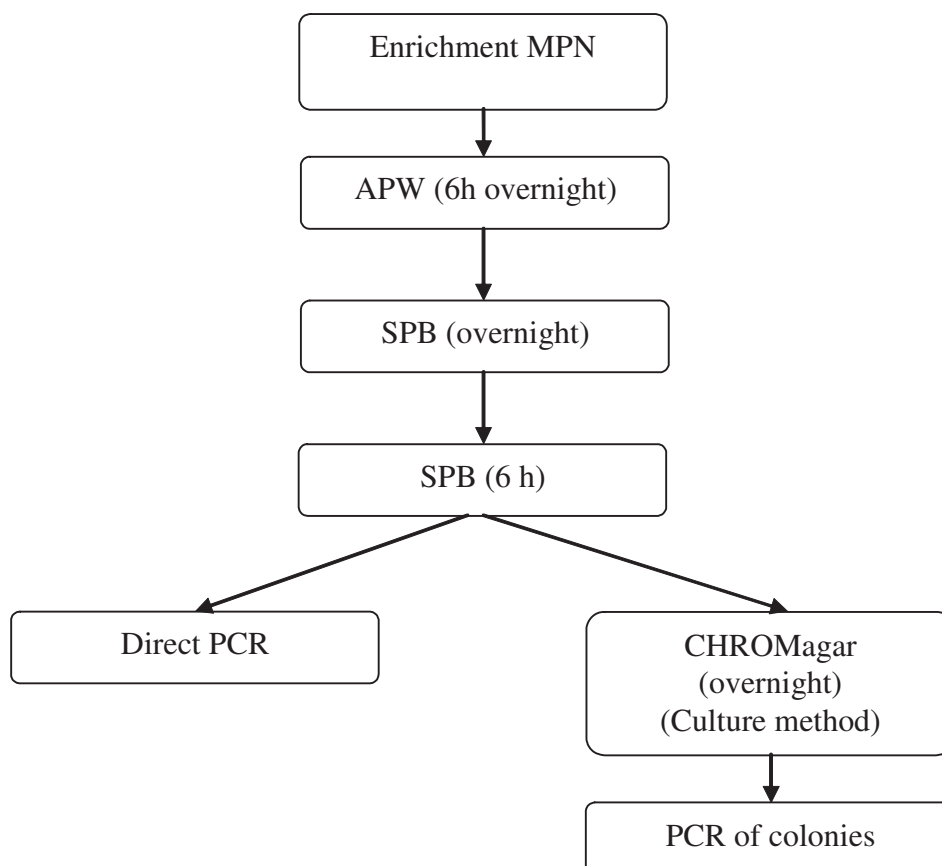 Enrichment MPN
APW (6h overnight)
SPB (overnight)
SPB (6 h)
Direct PCR
CHROMagar
(overnight)
(Culture method)
PCR of colonies